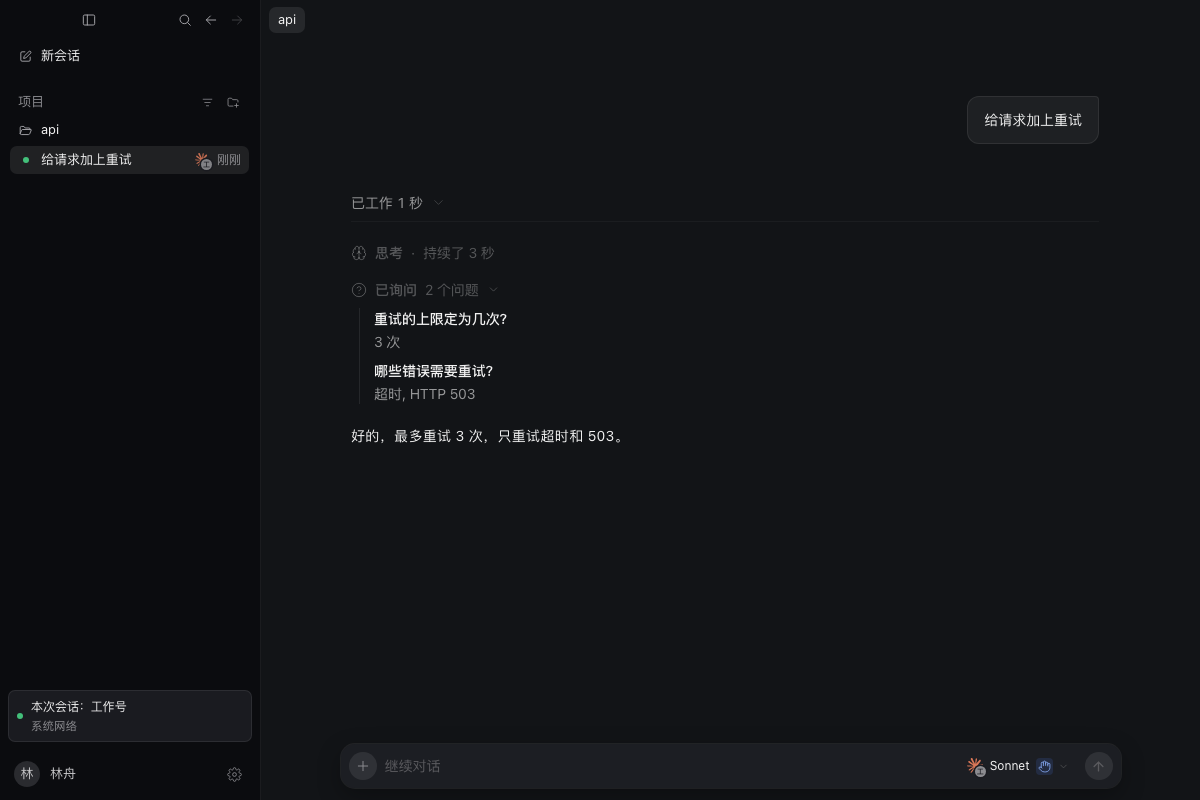 api
新会话
项目
api
给请求加上重试
工
刚刚
给请求加上重试
已工作 1 秒
思考 · 持续了 3 秒
已询问 2 个问题
重试的上限定为几次?
3 次
哪些错误需要重试?
超时, HTTP 503
好的，最多重试 3 次，只重试超时和 503。
本次会话：工作号
系统网络
林 林舟
继续对话
工
Sonnet